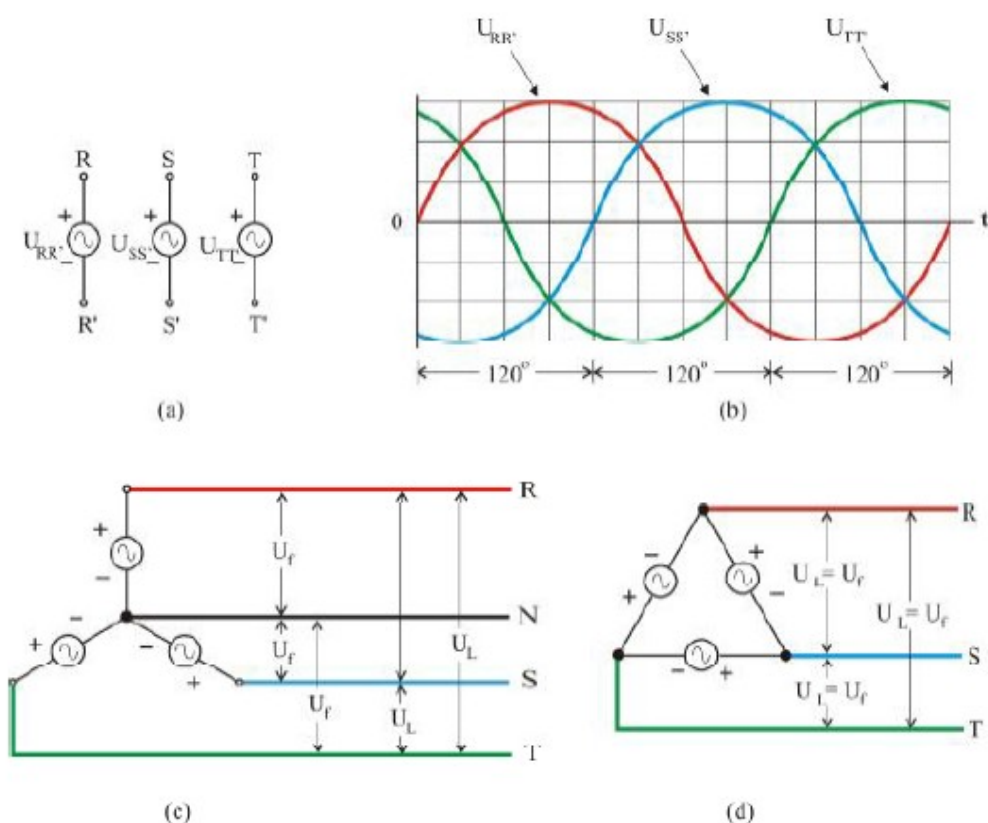 U_RR'
U_SS'
U_TT'
R S T
+ + +
U_RR' U_SS' U_TT'
- - -
R' S' T'
(a)
0
t
120° 120° 120°
(b)
R
+
-
U_f
N
- -
+ +
U_f
U_f
U_L
U_L
S
T
(c)
R
- +
+ -
U_L = U_f
U_L = U_f
- +
S
U_L = U_f
T
(d)